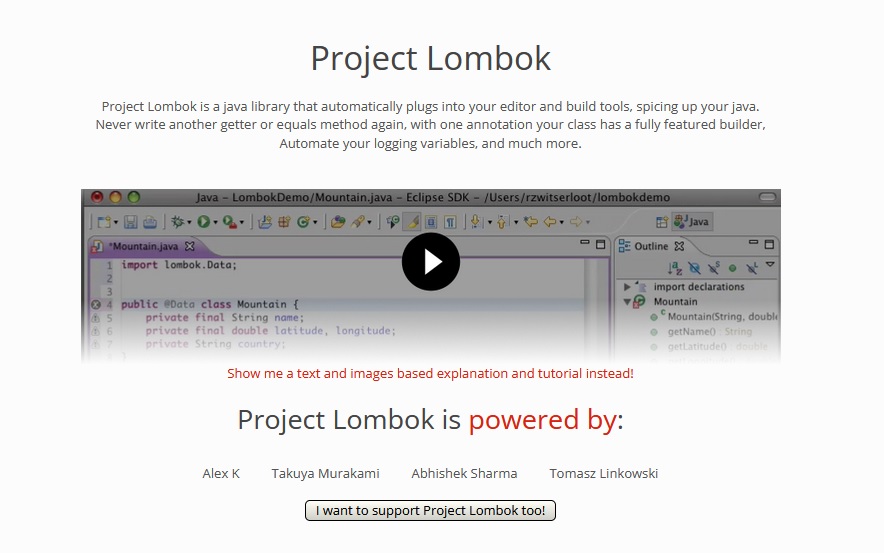 Project Lombok
Project Lombok is a java library that automatically plugs into your editor and build tools, spicing up your java.
Never write another getter or equals method again, with one annotation your class has a fully featured builder,
Automate your logging variables, and much more.
Java – LombokDemo/Mountain.java – Eclipse SDK – /Users/rzwitserloot/lombokdemo
Java
*Mountain.java
Outline
1 import lombok.Data;
2
3
4 public @Data class Mountain {
5 private final String name;
6 private final double latitude, longitude;
7 private String country;
import declarations
Mountain
Mountain(String, double
getName() : String
getLatitude() : double
Show me a text and images based explanation and tutorial instead!
Project Lombok is powered by:
Alex K Takuya Murakami Abhishek Sharma Tomasz Linkowski
I want to support Project Lombok too!